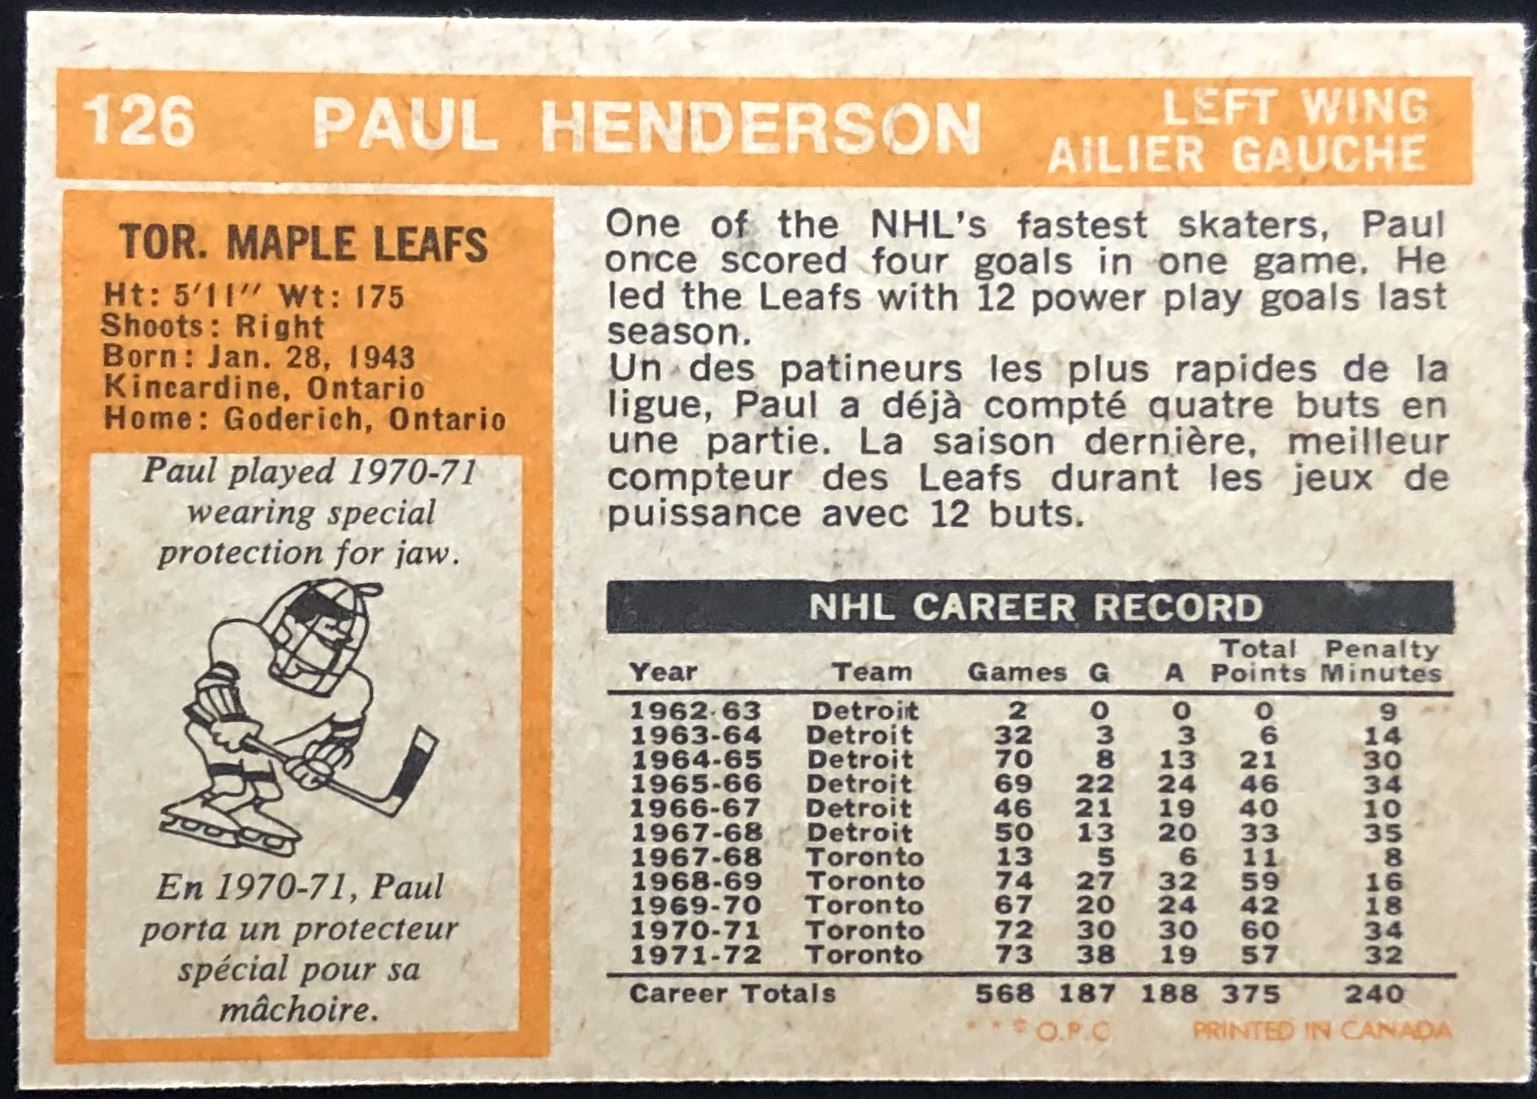 126 PAUL HENDERSON LEFT WING
AILIER GAUCHE
TOR. MAPLE LEAFS
Ht: 5'11" Wt: 175
Shoots: Right
Born: Jan. 28, 1943
Kincardine, Ontario
Home: Goderich, Ontario
Paul played 1970-71
wearing special
protection for jaw.
En 1970-71, Paul
porta un protecteur
spécial pour sa
mâchoire.
One of the NHL's fastest skaters, Paul
once scored four goals in one game. He
led the Leafs with 12 power play goals last
season.
Un des patineurs les plus rapides de la
ligue, Paul a déjà compté quatre buts en
une partie. La saison dernière, meilleur
compteur des Leafs durant les jeux de
puissance avec 12 buts.
NHL CAREER RECORD
Year Team Games G A Total Points Penalty Minutes
1962-63 Detroit 2 0 0 0 9
1963-64 Detroit 32 3 3 6 14
1964-65 Detroit 70 8 13 21 30
1965-66 Detroit 69 22 24 46 34
1966-67 Detroit 46 21 19 40 10
1967-68 Detroit 50 13 20 33 35
1967-68 Toronto 13 5 6 11 8
1968-69 Toronto 74 27 32 59 16
1969-70 Toronto 67 20 24 42 18
1970-71 Toronto 72 30 30 60 34
1971-72 Toronto 73 38 19 57 32
Career Totals 568 187 188 375 240
* * © O.P.C. PRINTED IN CANADA